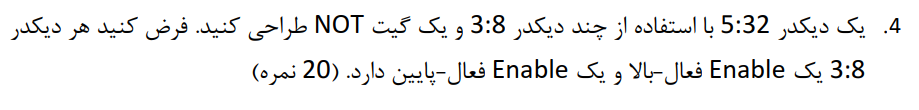 4. یک دیکدر 5:32 با استفاده از چند دیکدر 3:8 و یک گیت NOT طراحی کنید. فرض کنید هر دیکدر
3:8 یک Enable فعال-بالا و یک Enable فعال-پایین دارد. (20 نمره)